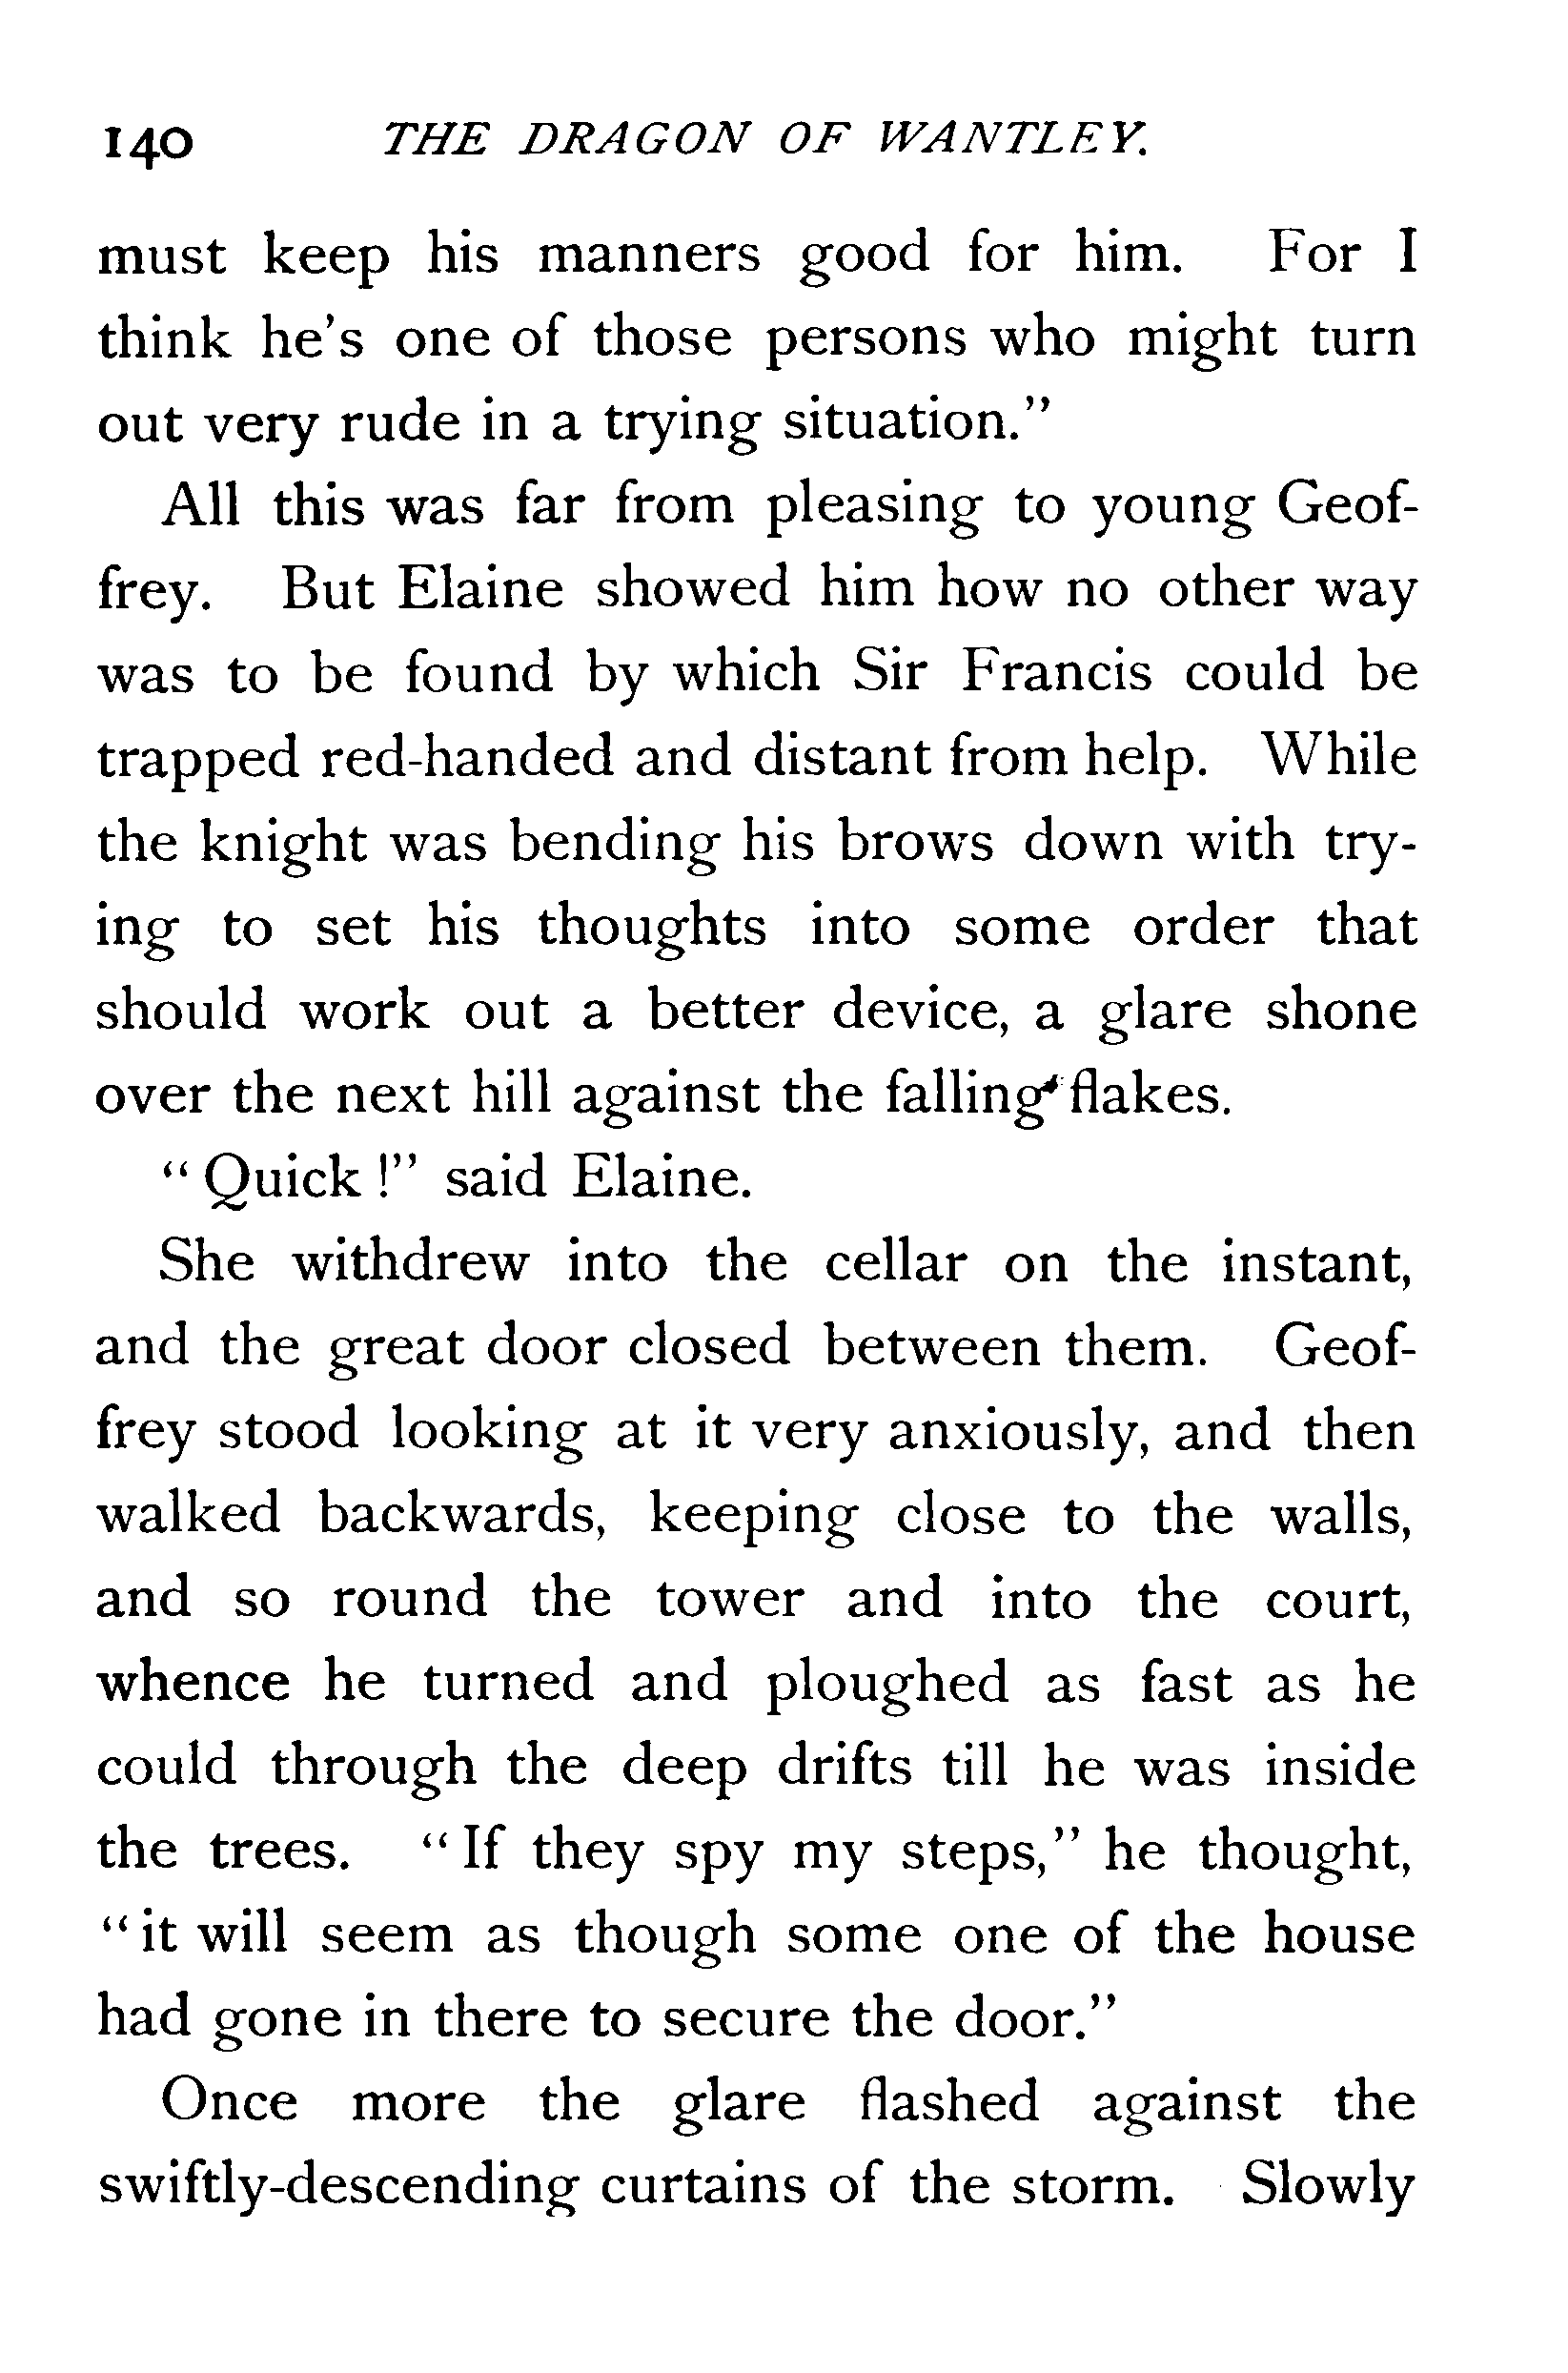 140 THE DRAGON OF WANTLEY.
must keep his manners good for him. For I
think he's one of those persons who might turn
out very rude in a trying situation.”
All this was far from pleasing to young Geof-
frey. But Elaine showed him how no other way
was to be found by which Sir Francis could be
trapped red-handed and distant from help. While
the knight was bending his brows down with try-
ing to set his thoughts into some order that
should work out a better device, a glare shone
over the next hill against the falling flakes.
“Quick!” said Elaine.
She withdrew into the cellar on the instant,
and the great door closed between them. Geof-
frey stood looking at it very anxiously, and then
walked backwards, keeping close to the walls,
and so round the tower and into the court,
whence he turned and ploughed as fast as he
could through the deep drifts till he was inside
the trees. “If they spy my steps,” he thought,
“it will seem as though some one of the house
had gone in there to secure the door.”
Once more the glare flashed against the
swiftly-descending curtains of the storm. Slowly